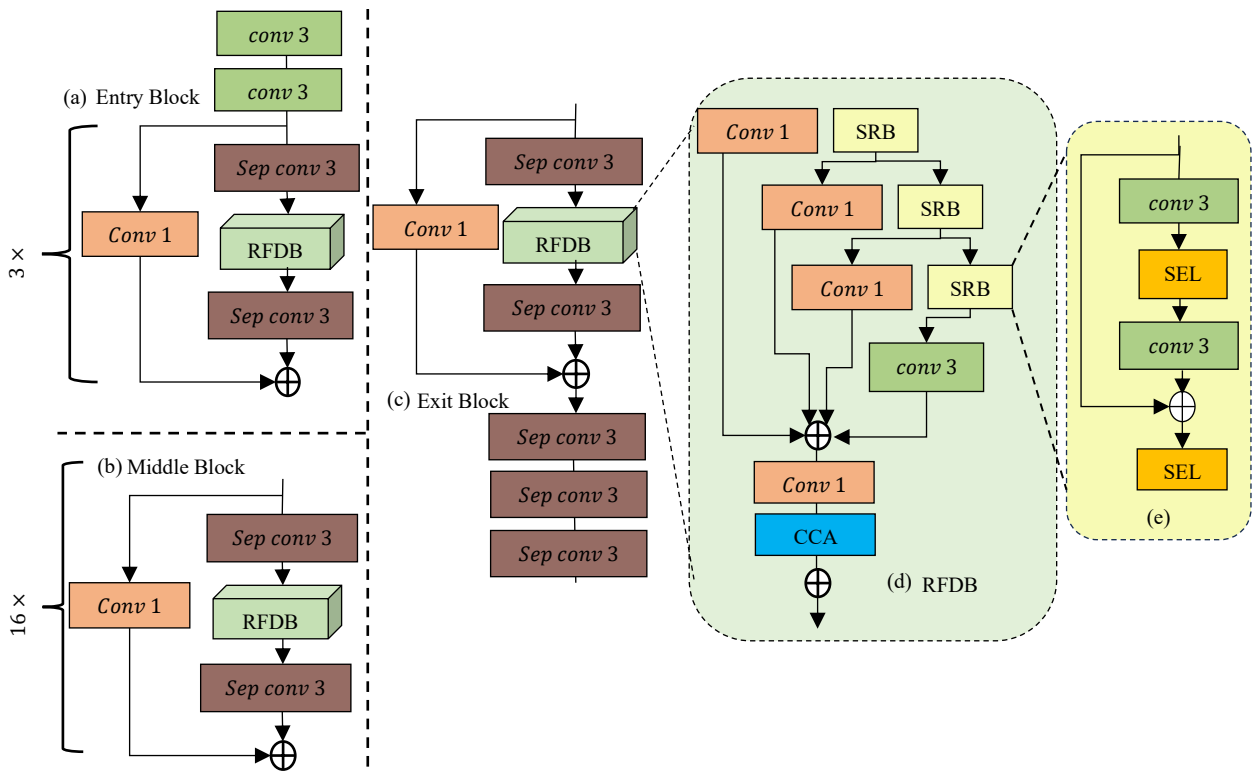 conv 3
conv 3
(a) Entry Block
Sep conv 3
Conv 1
RFDB
3 ×
Sep conv 3
(b) Middle Block
Sep conv 3
Conv 1
RFDB
16 ×
Sep conv 3
Sep conv 3
Conv 1
RFDB
Sep conv 3
(c) Exit Block
Sep conv 3
Sep conv 3
Sep conv 3
Conv 1
SRB
Conv 1
SRB
Conv 1
SRB
conv 3
Conv 1
CCA
(d) RFDB
conv 3
SEL
conv 3
SEL
(e)